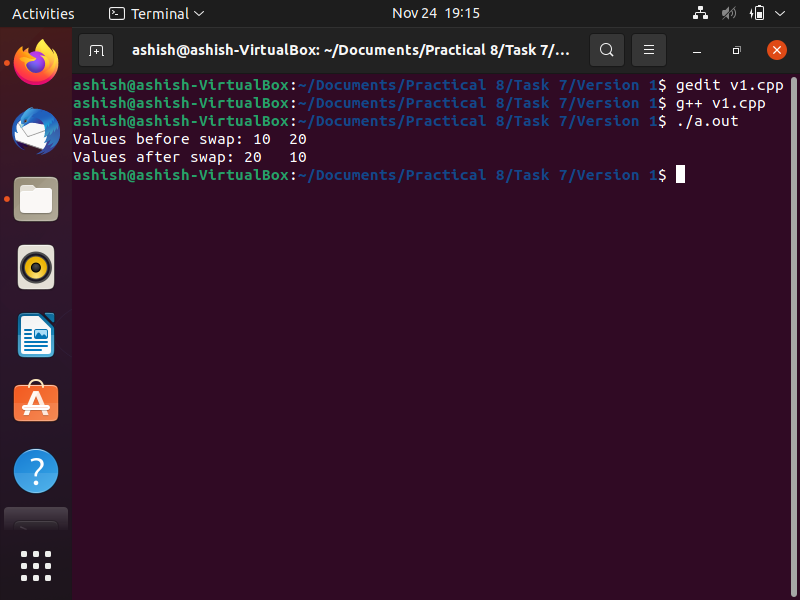 Activities Terminal Nov 24 19:15
ashish@ashish-VirtualBox: ~/Documents/Practical 8/Task 7/...
ashish@ashish-VirtualBox:~/Documents/Practical 8/Task 7/Version 1$ gedit v1.cpp
ashish@ashish-VirtualBox:~/Documents/Practical 8/Task 7/Version 1$ g++ v1.cpp
ashish@ashish-VirtualBox:~/Documents/Practical 8/Task 7/Version 1$ ./a.out
Values before swap: 10  20
Values after swap: 20   10
ashish@ashish-VirtualBox:~/Documents/Practical 8/Task 7/Version 1$